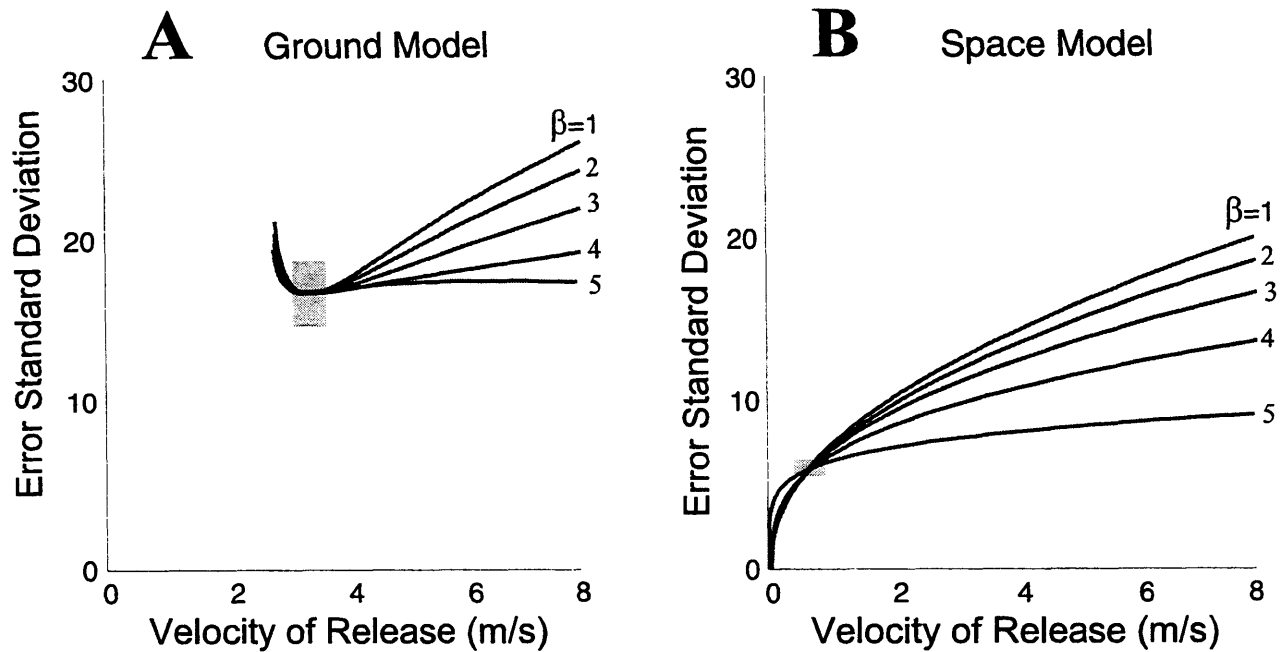 A Ground Model
Error Standard Deviation
30
20
10
0
β=1
2
3
4
5
0 2 4 6 8
Velocity of Release (m/s)
B Space Model
Error Standard Deviation
30
20
10
0
β=1
2
3
4
5
0 2 4 6 8
Velocity of Release (m/s)